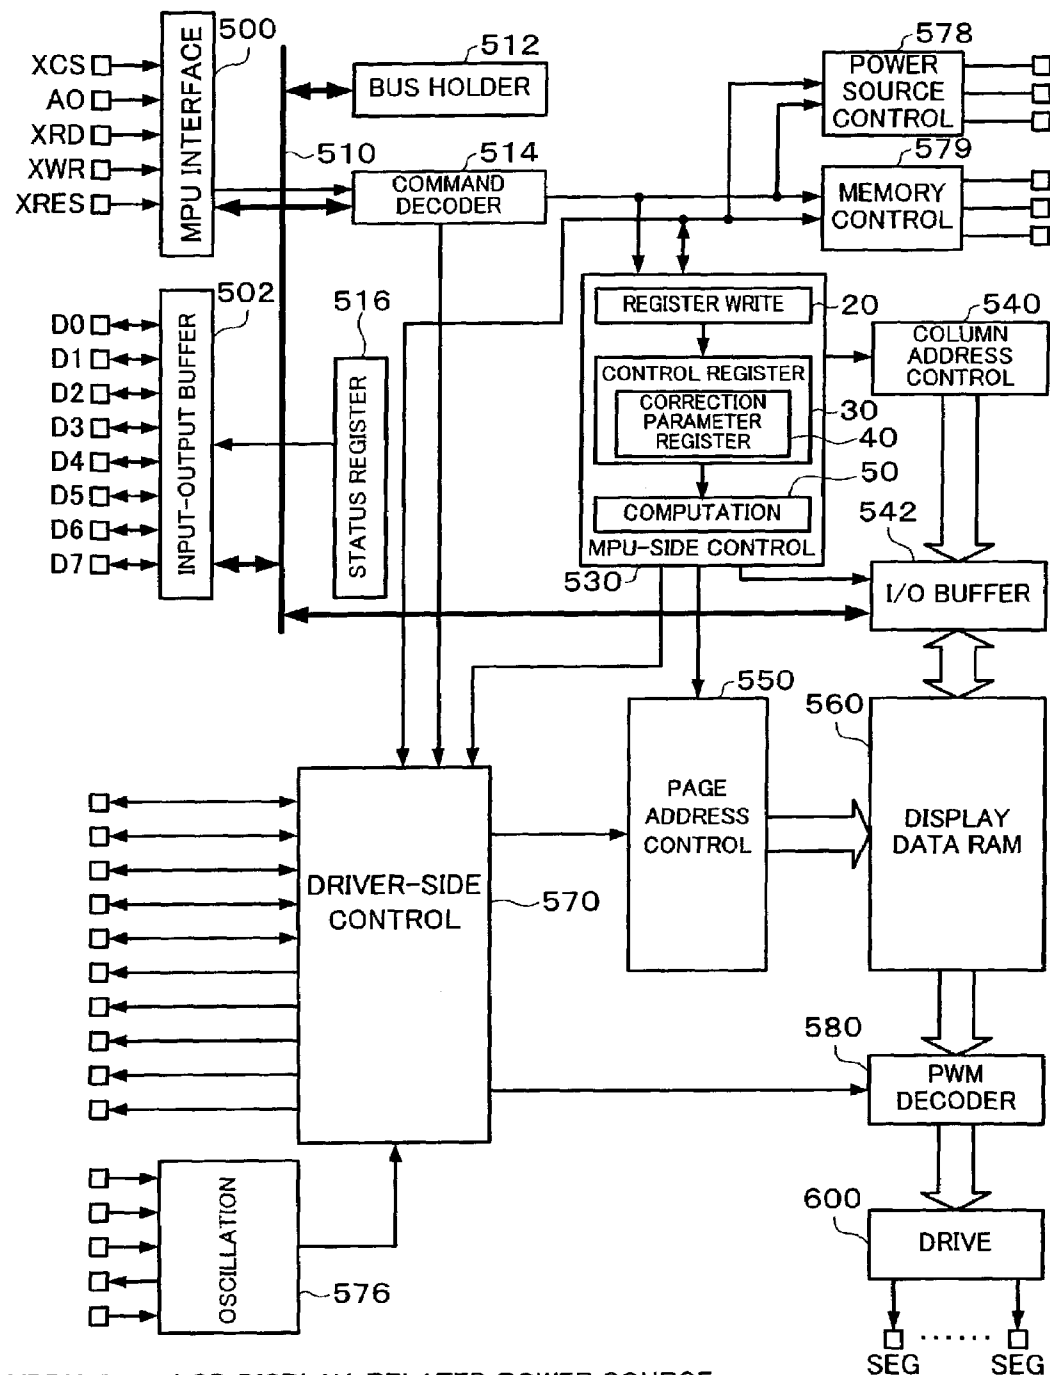 XCS
AO
XRD
XWR
XRES
MPU INTERFACE
500
BUS HOLDER
512
510
COMMAND
DECODER
514
POWER
SOURCE
CONTROL
578
MEMORY
CONTROL
579
D0
D1
D2
D3
D4
D5
D6
D7
INPUT-OUTPUT BUFFER
502
STATUS REGISTER
516
REGISTER WRITE
20
CONTROL REGISTER
30
CORRECTION
PARAMETER
REGISTER
40
COMPUTATION
50
MPU-SIDE CONTROL
530
COLUMN
ADDRESS
CONTROL
540
I/O BUFFER
542
PAGE
ADDRESS
CONTROL
550
DISPLAY
DATA RAM
560
DRIVER-SIDE
CONTROL
570
PWM
DECODER
580
OSCILLATION
576
DRIVE
600
SEG
......
SEG